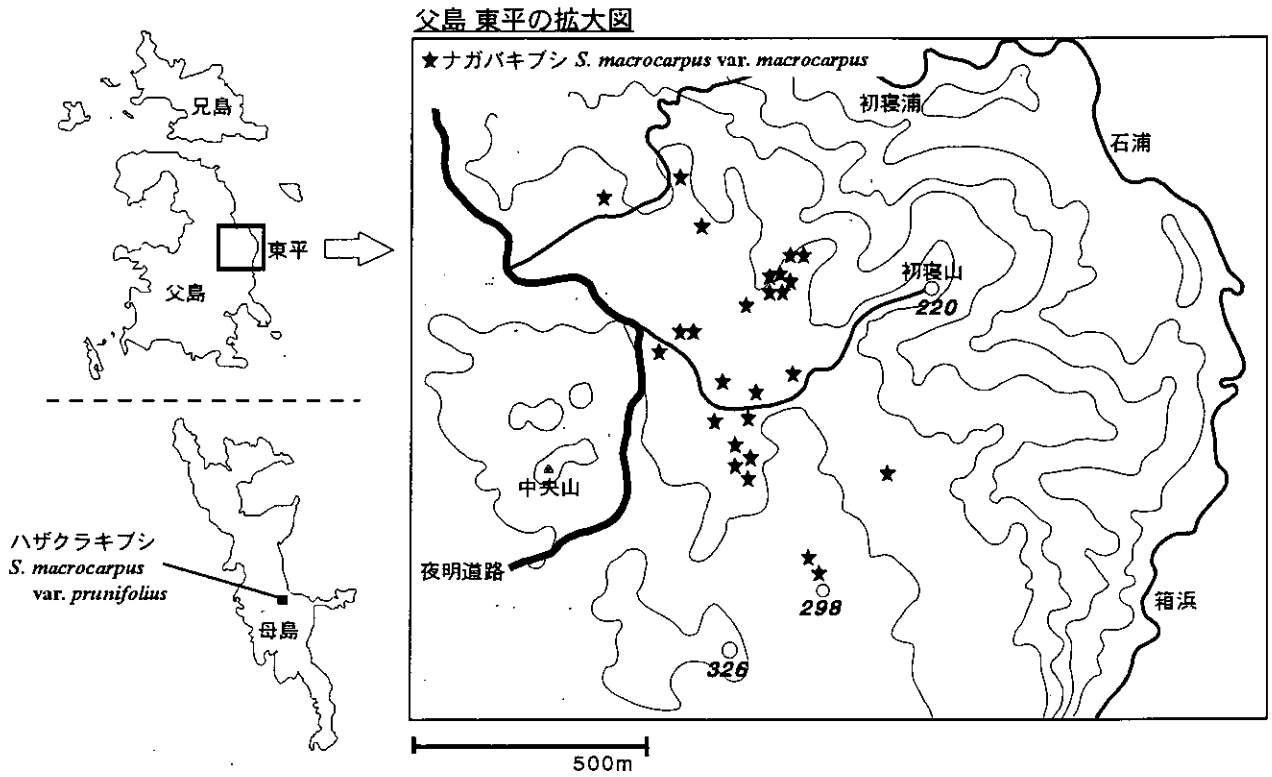 父島 東平の拡大図
★ナガバキブシ S. macrocarpus var. macrocarpus
兄島
東平
父島
初寝浦
石浦
初寝山
220
中央山
夜明道路
298
326
箱浜
ハザクラキブシ
S. macrocarpus
var. prunifolius
母島
500m